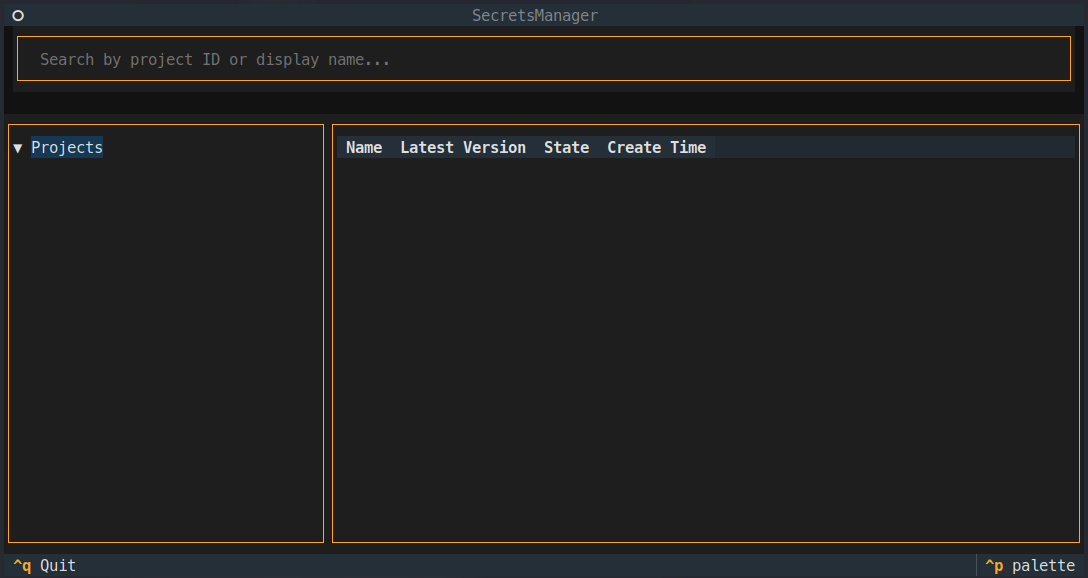 SecretsManager
Search by project ID or display name...
▼ Projects
Name Latest Version State Create Time
^q Quit ^p palette